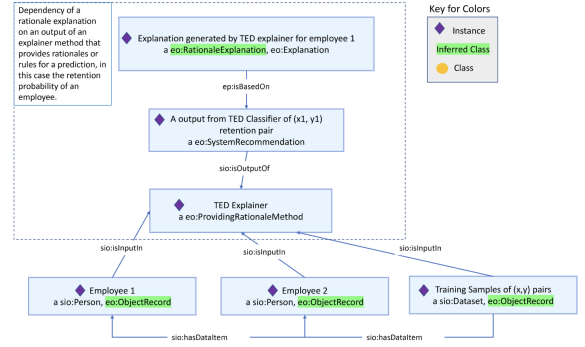 Dependency of a
rationale explanation
on an output of an
explainer method that
provides rationales or
rules for a prediction, in
this case the retention
probability of an
employee.
Key for Colors
Instance
Inferred Class
Class
Explanation generated by TED explainer for employee 1
a eo:RationaleExplanation, eo:Explanation
ep:isBasedOn
A output from TED Classifier of (x1, y1)
retention pair
a eo:SystemRecommendation
sio:isOutputOf
TED Explainer
a eo:ProvidingRationaleMethod
sio:isInputIn
sio:isInputIn
sio:isInputIn
Employee 1
a sio:Person, eo:ObjectRecord
Employee 2
a sio:Person, eo:ObjectRecord
Training Samples of (x,y) pairs
a sio:Dataset, eo:ObjectRecord
sio:hasDataItem
sio:hasDataItem